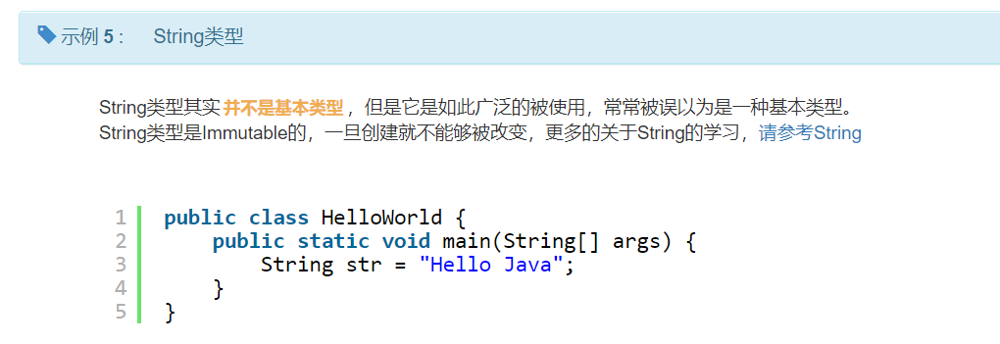 示例 5 : String类型
String类型其实 并不是基本类型，但是它是如此广泛的被使用，常常被误以为是一种基本类型。
String类型是Immutable的，一旦创建就不能够被改变，更多的关于String的学习，请参考String
1 public class HelloWorld {
2     public static void main(String[] args) {
3         String str = "Hello Java";
4     }
5 }